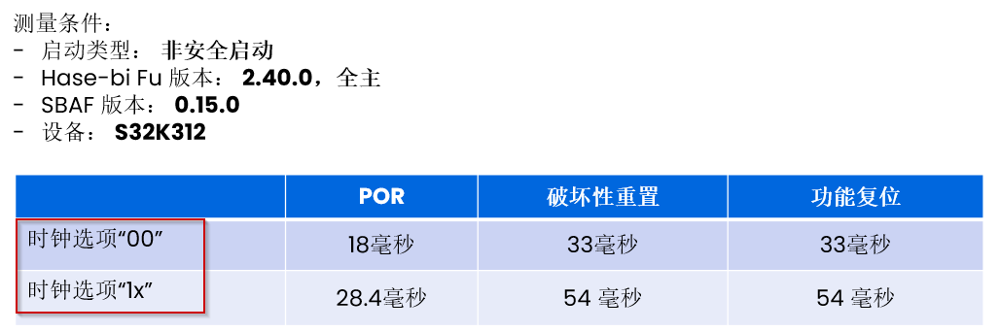 测量条件：
- 启动类型： 非安全启动
- Hase-bi Fu 版本： 2.40.0，全主
- SBAF 版本： 0.15.0
- 设备： S32K312
POR 破坏性重置 功能复位
时钟选项“00” 18毫秒 33毫秒 33毫秒
时钟选项“1x” 28.4毫秒 54 毫秒 54 毫秒